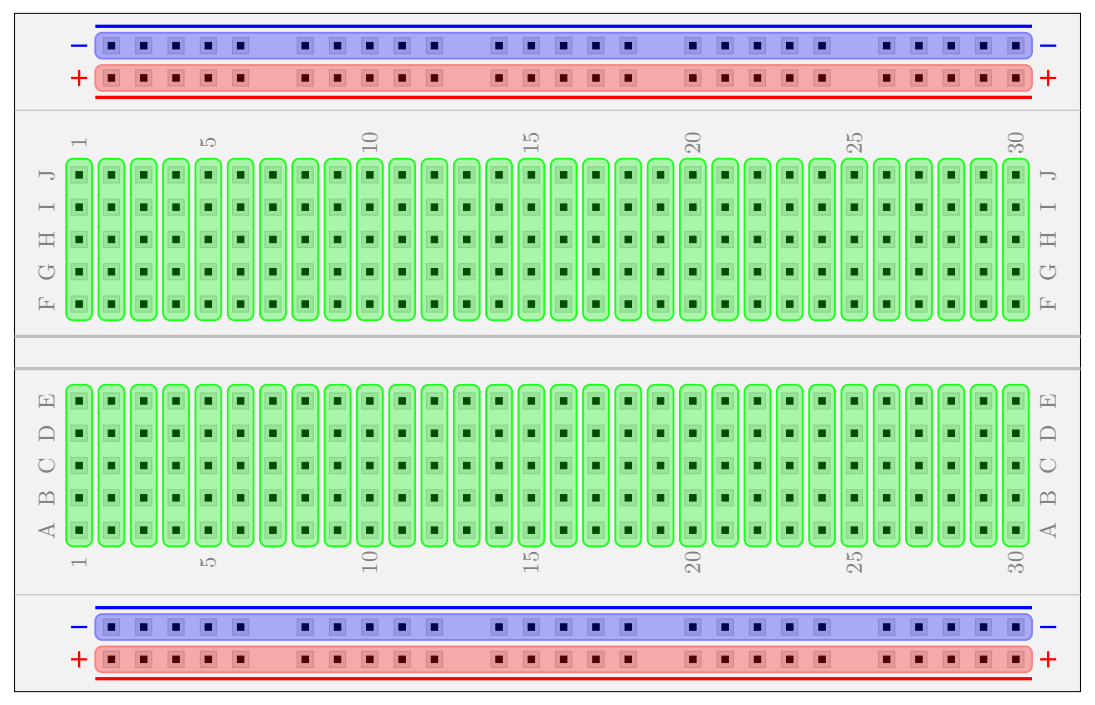 − −
+ +
1 5 10 15 20 25 30
J J
I I
H H
G G
F F
E E
D D
C C
B B
A A
1 5 10 15 20 25 30
− −
+ +